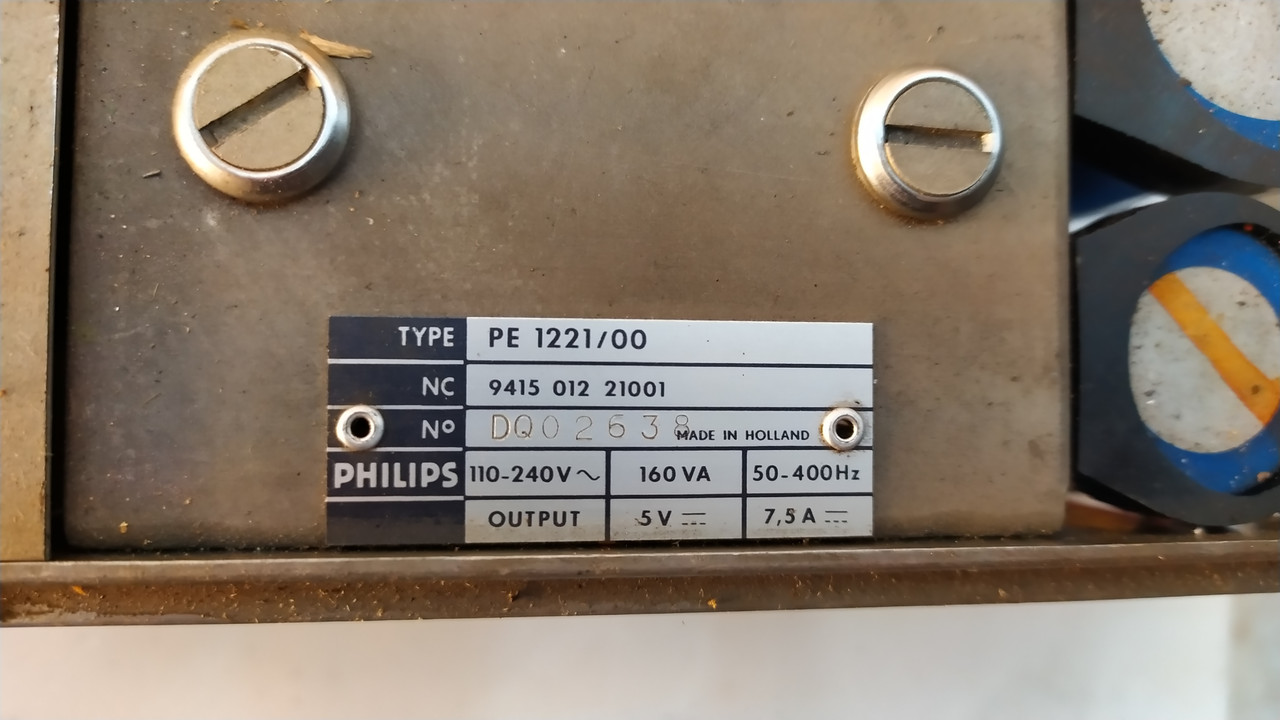 TYPE PE 1221/00
NC 9415 012 21001
Nº DQ02638 MADE IN HOLLAND
PHILIPS 110-240V～ 160 VA 50-400Hz
OUTPUT 5 V ⎓ 7,5 A ⎓